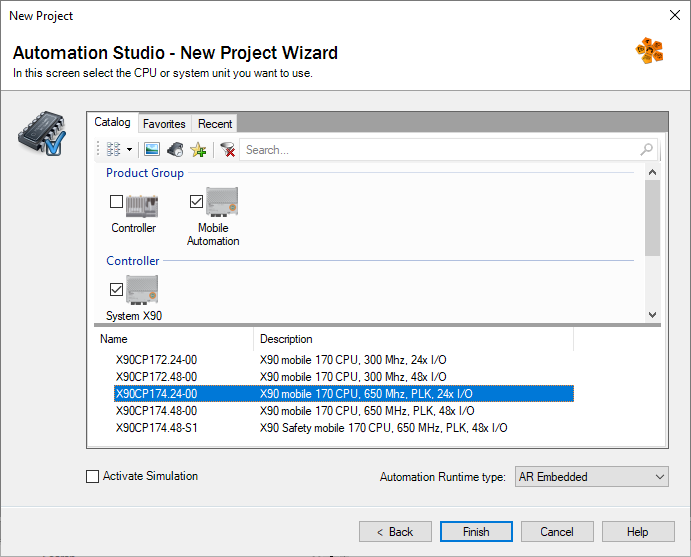 New Project
Automation Studio - New Project Wizard
In this screen select the CPU or system unit you want to use.
Catalog Favorites Recent
Search...
Product Group
Controller Mobile Automation
Controller
System X90
Name Description
X90CP172.24-00 X90 mobile 170 CPU, 300 Mhz, 24x I/O
X90CP172.48-00 X90 mobile 170 CPU, 300 Mhz, 48x I/O
X90CP174.24-00 X90 mobile 170 CPU, 650 Mhz, PLK, 24x I/O
X90CP174.48-00 X90 mobile 170 CPU, 650 MHz, PLK, 48x I/O
X90CP174.48-S1 X90 Safety mobile 170 CPU, 650 MHz, PLK, 48x I/O
Activate Simulation Automation Runtime type: AR Embedded
< Back Finish Cancel Help